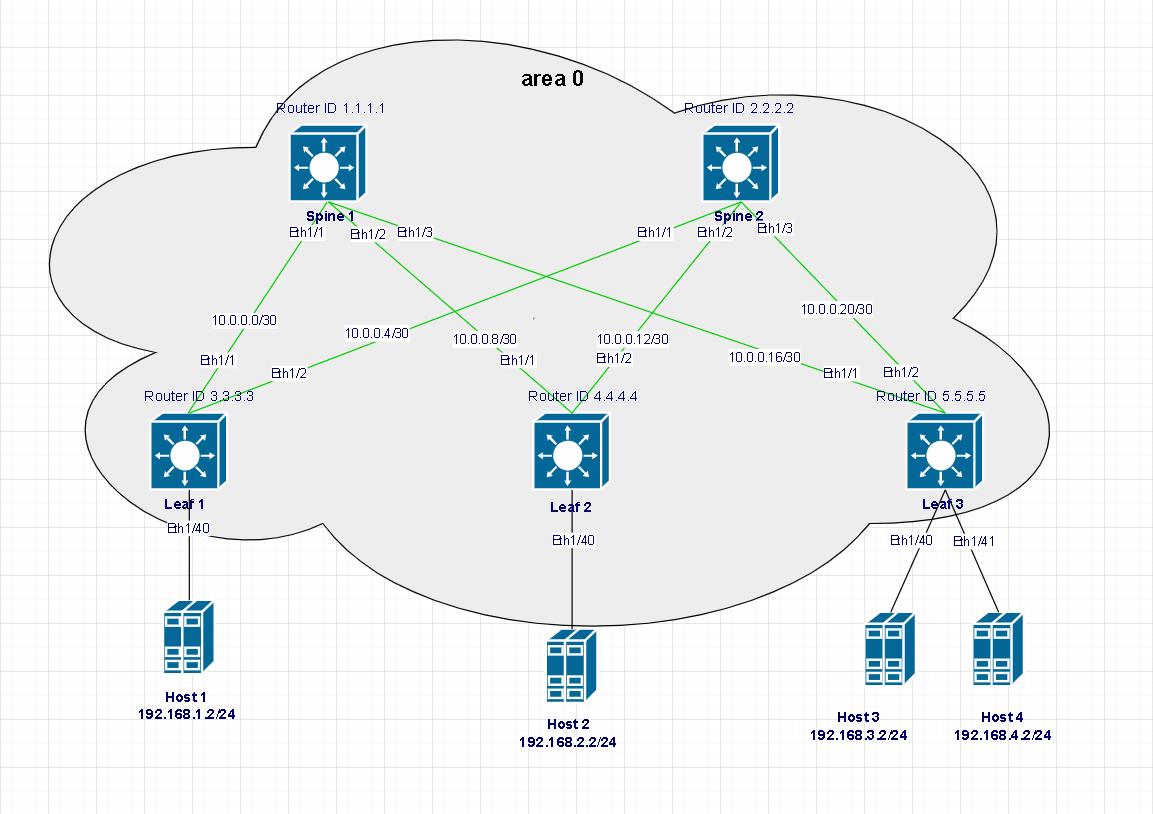 area 0
Router ID 1.1.1.1
Router ID 2.2.2.2
Spine 1
Spine 2
Eth1/1
Eth1/2
Eth1/3
Eth1/1
Eth1/2
Eth1/3
10.0.0.0/30
10.0.0.4/30
10.0.0.8/30
10.0.0.12/30
10.0.0.20/30
10.0.0.16/30
Eth1/1
Eth1/2
Eth1/1
Eth1/2
Eth1/1
Eth1/2
Router ID 3.3.3.3
Router ID 4.4.4.4
Router ID 5.5.5.5
Leaf 1
Leaf 2
Leaf 3
Eth1/40
Eth1/40
Eth1/40
Eth1/41
Host 1
192.168.1.2/24
Host 2
192.168.2.2/24
Host 3
192.168.3.2/24
Host 4
192.168.4.2/24